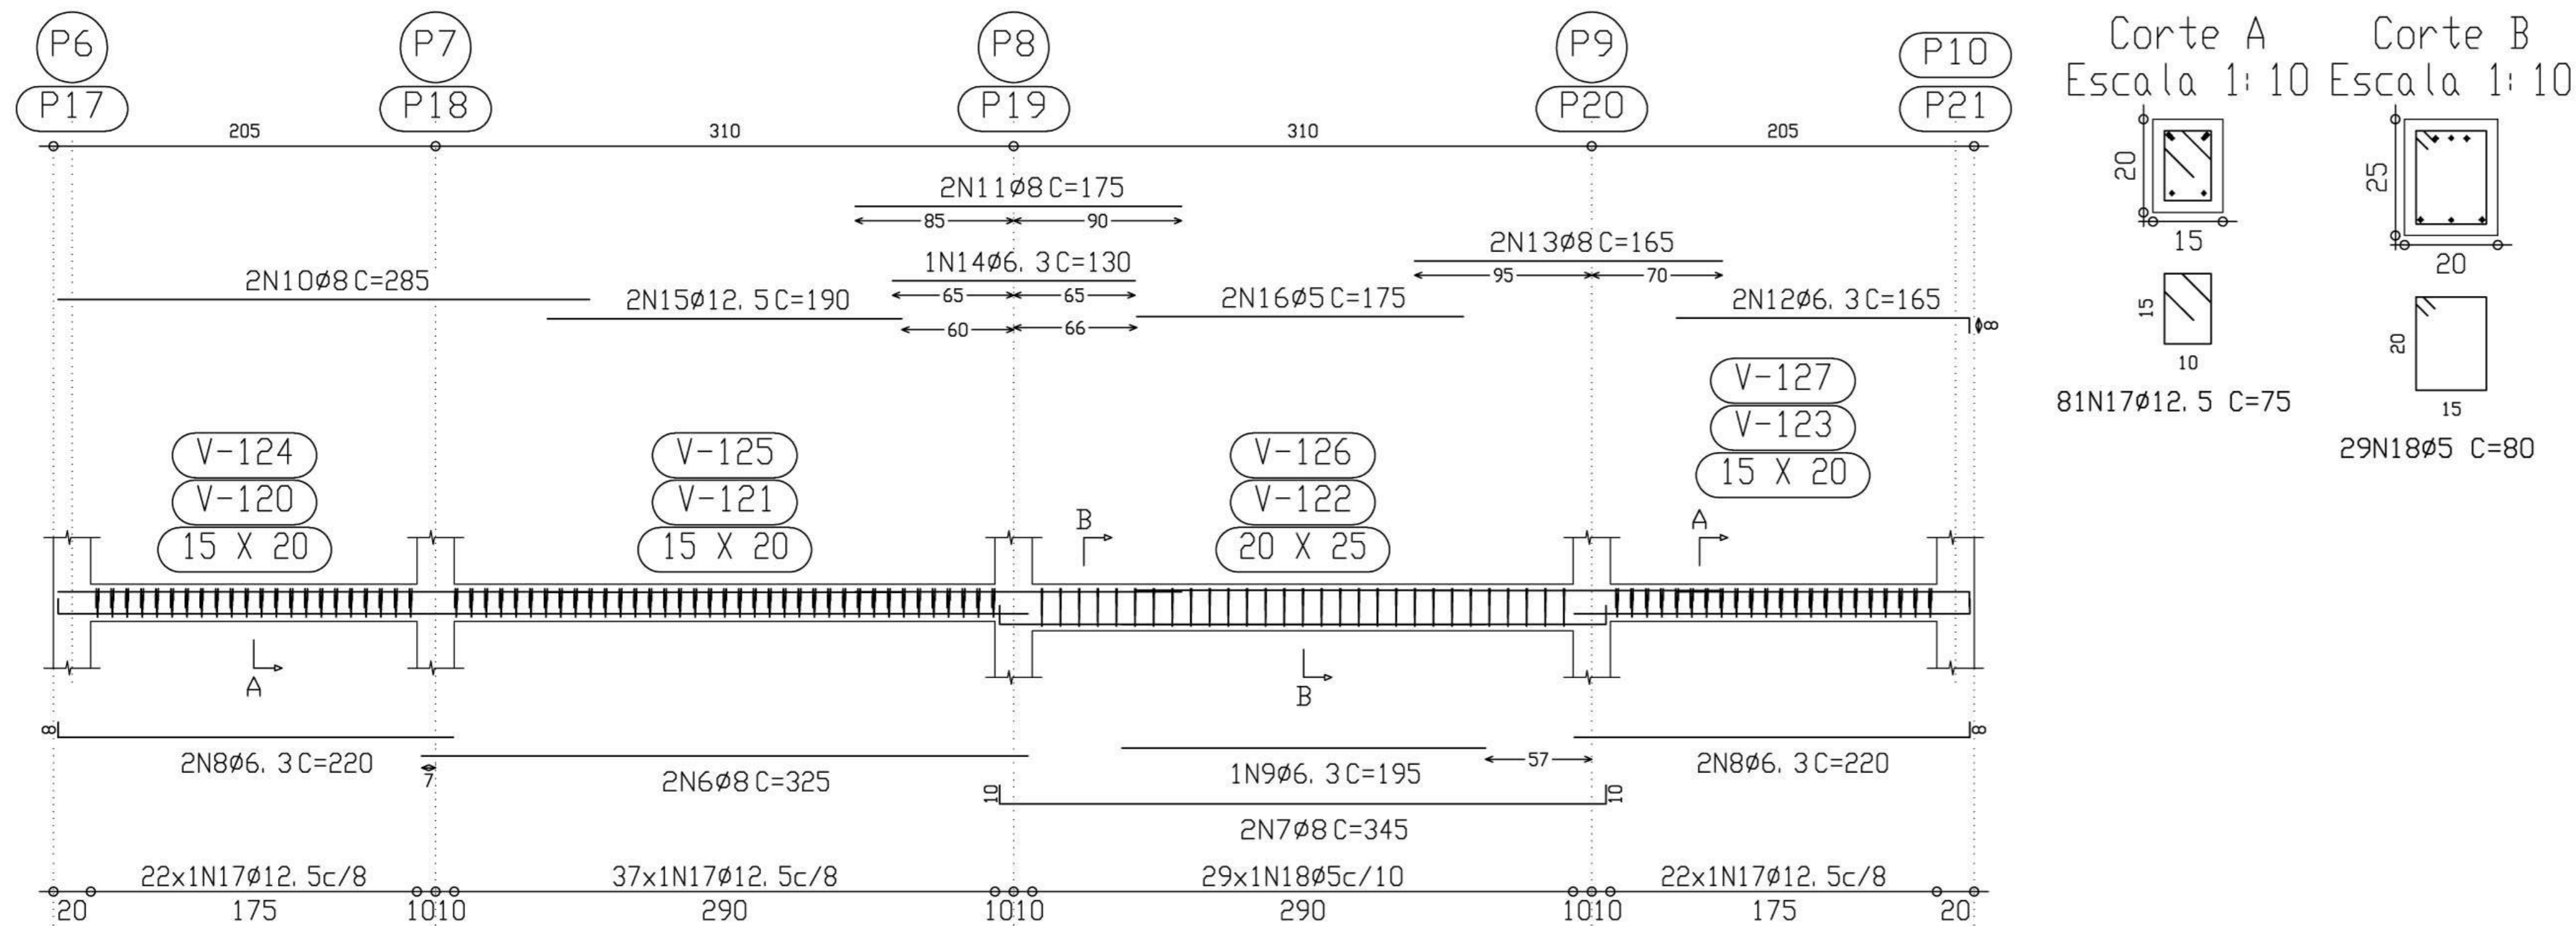 P6 P7 P8 P9 P10
P17 P18 P19 P20 P21
205 310 310 205
2N11ø8 C=175
85 90
1N14ø6.3 C=130
65 65
2N13ø8 C=165
95 70
2N10ø8 C=285
2N15ø12.5 C=190
60 66
2N16ø5 C=175
2N12ø6.3 C=165
8
V-127
V-123
15 X 20
V-124 V-125 V-126
V-120 V-121 V-122
15 X 20 15 X 20 20 X 25
B A
A B
8 8
2N8ø6.3 C=220
7
2N6ø8 C=325
57
1N9ø6.3 C=195
2N8ø6.3 C=220
10 10
2N7ø8 C=345
22x1N17ø12.5c/8 37x1N17ø12.5c/8 29x1N18ø5c/10 22x1N17ø12.5c/8
20 175 1010 290 1010 290 1010 175 20
Corte A
Escala 1:10
20
15
15
10
81N17ø12.5 C=75
Corte B
Escala 1:10
25
20
20
15
29N18ø5 C=80